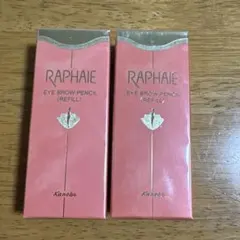 RAPHAIE
EYE BROW PENCIL
(REFILL)
Kanebo
RAPHAIE
EYE BROW PENCIL
(REFILL)
Kanebo